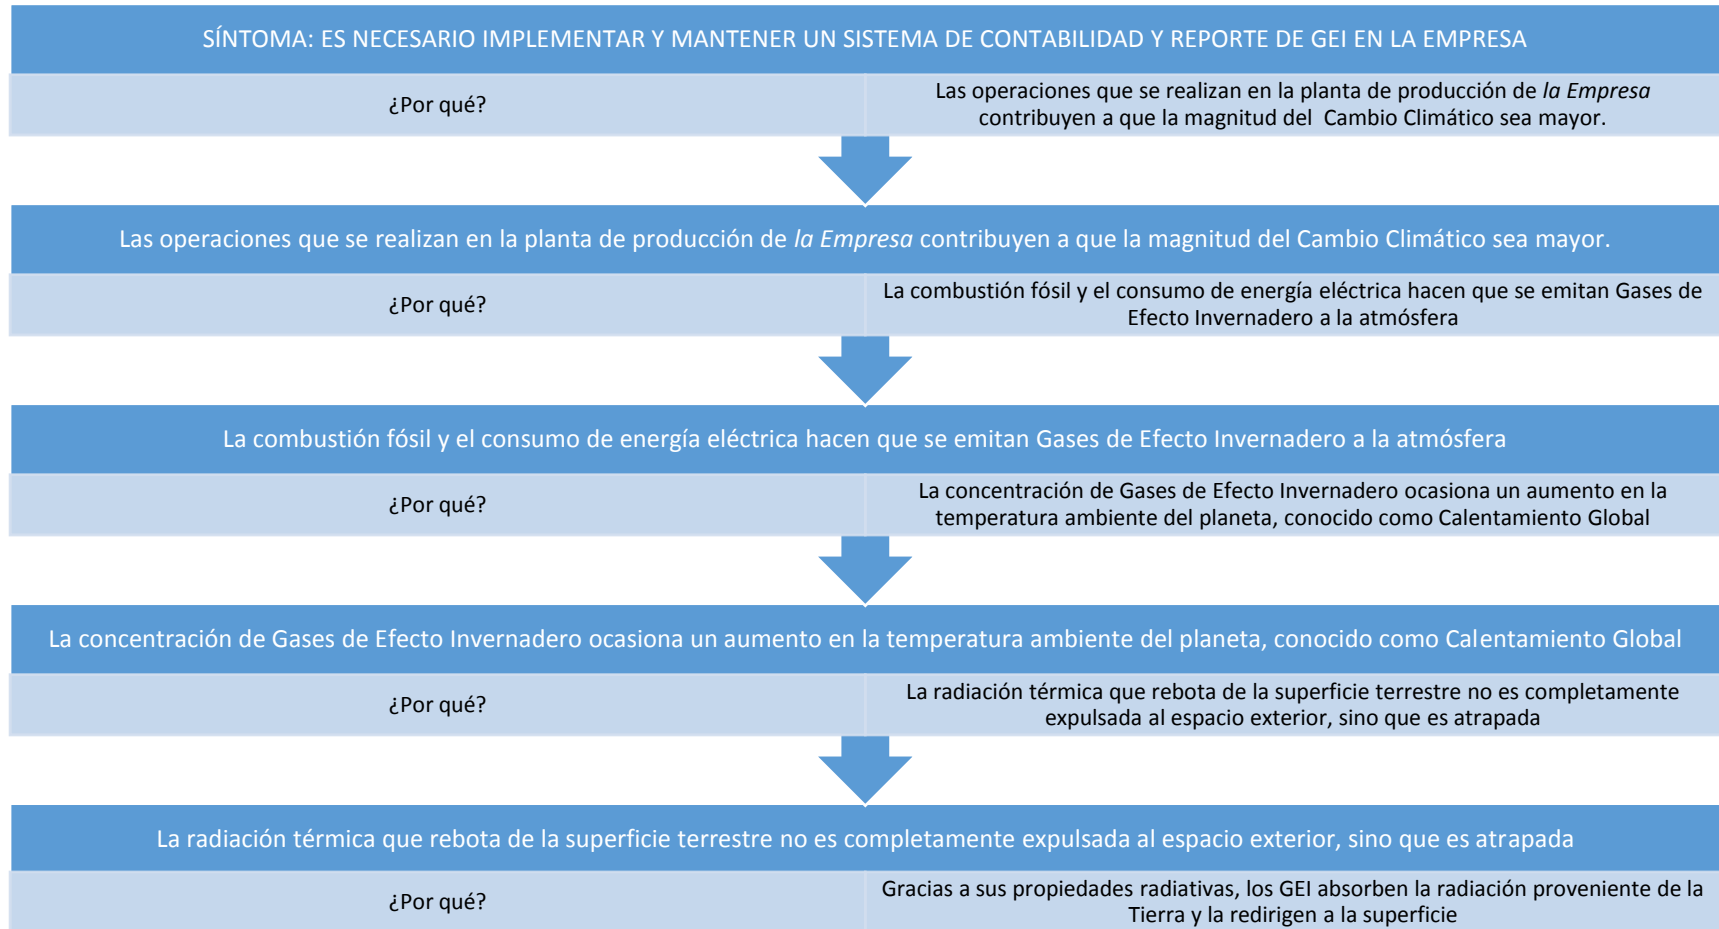 SÍNTOMA: ES NECESARIO IMPLEMENTAR Y MANTENER UN SISTEMA DE CONTABILIDAD Y REPORTE DE GEI EN LA EMPRESA
¿Por qué?
Las operaciones que se realizan en la planta de producción de la Empresa
contribuyen a que la magnitud del Cambio Climático sea mayor.
Las operaciones que se realizan en la planta de producción de la Empresa contribuyen a que la magnitud del Cambio Climático sea mayor.
¿Por qué?
La combustión fósil y el consumo de energía eléctrica hacen que se emitan Gases de
Efecto Invernadero a la atmósfera
La combustión fósil y el consumo de energía eléctrica hacen que se emitan Gases de Efecto Invernadero a la atmósfera
¿Por qué?
La concentración de Gases de Efecto Invernadero ocasiona un aumento en la
temperatura ambiente del planeta, conocido como Calentamiento Global
La concentración de Gases de Efecto Invernadero ocasiona un aumento en la temperatura ambiente del planeta, conocido como Calentamiento Global
¿Por qué?
La radiación térmica que rebota de la superficie terrestre no es completamente
expulsada al espacio exterior, sino que es atrapada
La radiación térmica que rebota de la superficie terrestre no es completamente expulsada al espacio exterior, sino que es atrapada
¿Por qué?
Gracias a sus propiedades radiativas, los GEI absorben la radiación proveniente de la
Tierra y la redirigen a la superficie